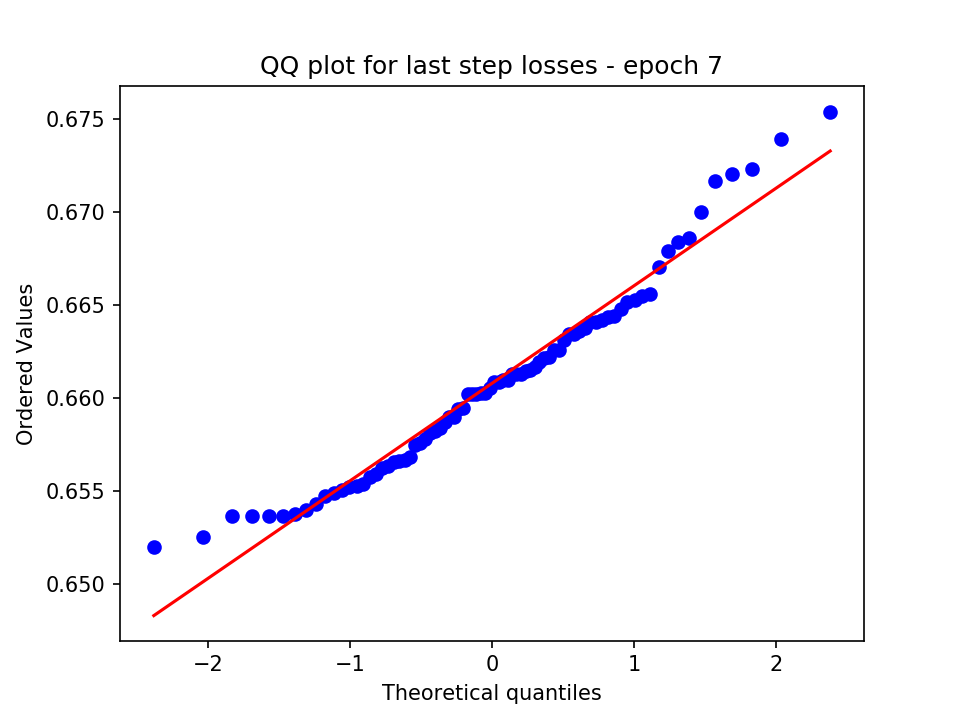 QQ plot for last step losses - epoch 7
Ordered Values
0.675
0.670
0.665
0.660
0.655
0.650
−2 −1 0 1 2
Theoretical quantiles